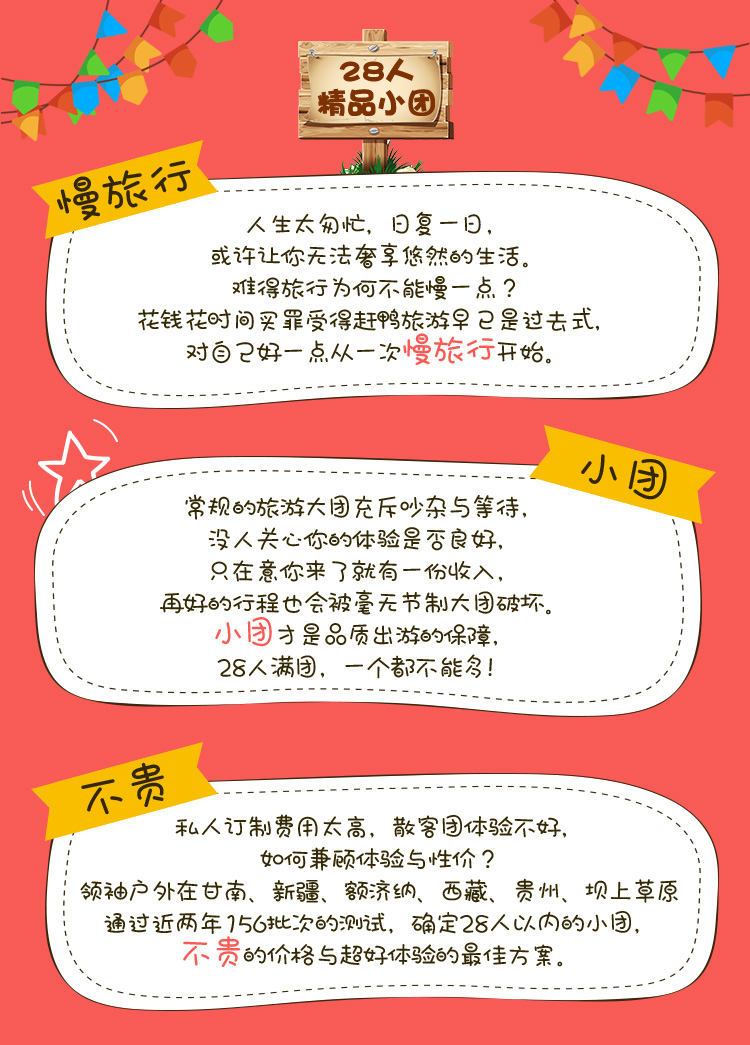 28人
精品小团
慢旅行
人生太匆忙，日复一日，
或许让你无法奢享悠然的生活。
难得旅行为何不能慢一点？
花钱花时间买罪受得赶鸭旅游早已是过去式，
对自己好一点从一次慢旅行开始。
小团
常规的旅游大团充斥吵杂与等待，
没人关心你的体验是否良好，
只在意你来了就有一份收入，
再好的行程也会被毫无节制大团破坏。
小团才是品质出游的保障，
28人满团，一个都不能多！
不贵
私人订制费用太高，散客团体验不好，
如何兼顾体验与性价？
领袖户外在甘南、新疆、额济纳、西藏、贵州、坝上草原
通过近两年156批次的测试，确定28人以内的小团，
不贵的价格与超好体验的最佳方案。